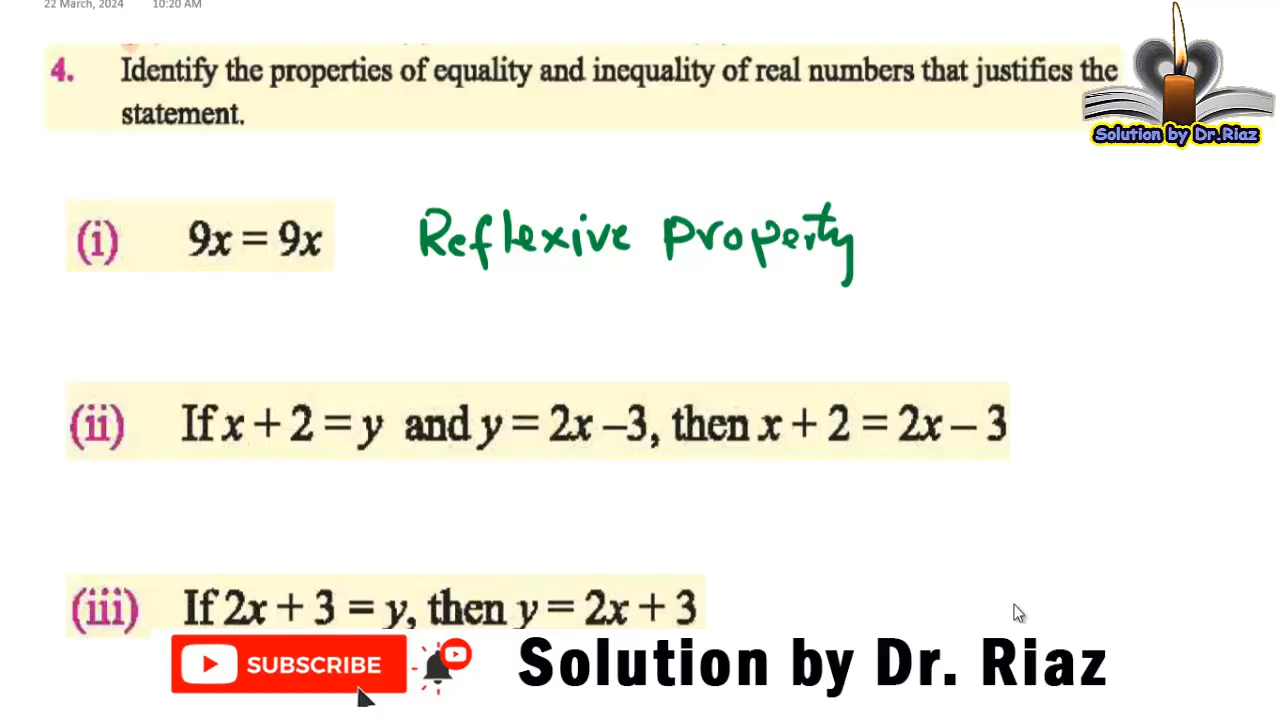 22 March, 2024 10:20 AM
4. Identify the properties of equality and inequality of real numbers that justifies the
statement.
Solution by Dr.Riaz
(i) 9x = 9x Reflexive Property
(ii) If x + 2 = y and y = 2x –3, then x + 2 = 2x – 3
(iii) If 2x + 3 = y, then y = 2x + 3
SUBSCRIBE Solution by Dr. Riaz